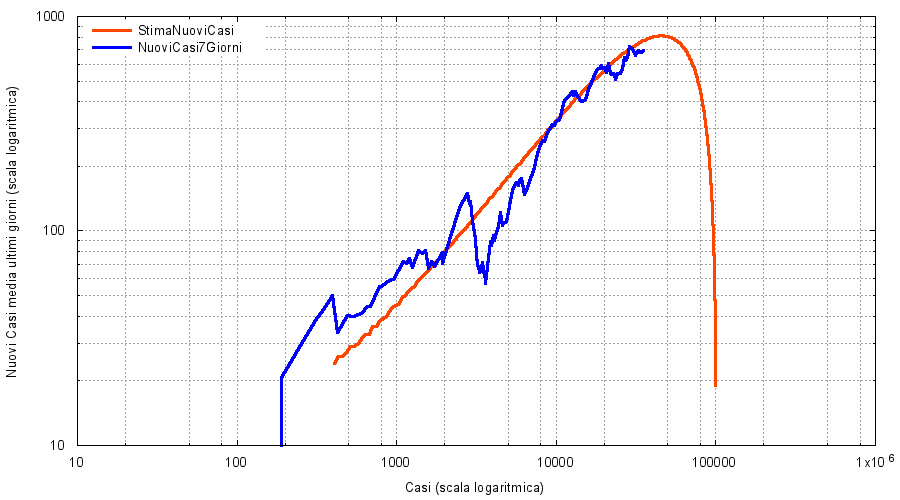 1000
StimaNuoviCasi
NuoviCasi7Giorni
Nuovi Casi media ultimi giorni (scala logaritmica)
100
10
10 100 1000 10000 100000 1x10 6
Casi (scala logaritmica)